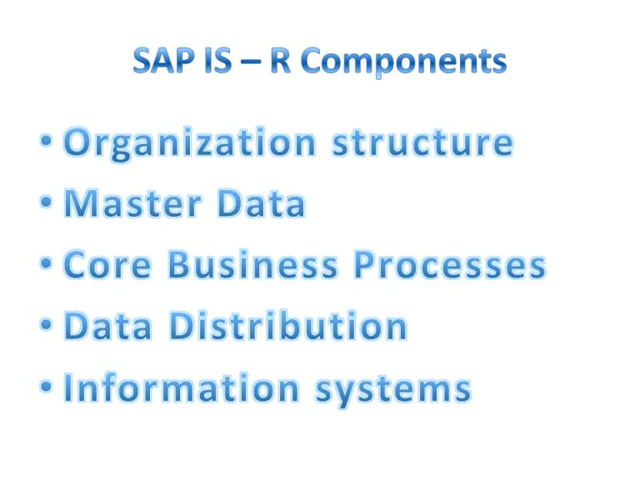 SAP IS – R Components
• Organization structure
• Master Data
• Core Business Processes
• Data Distribution
• Information systems